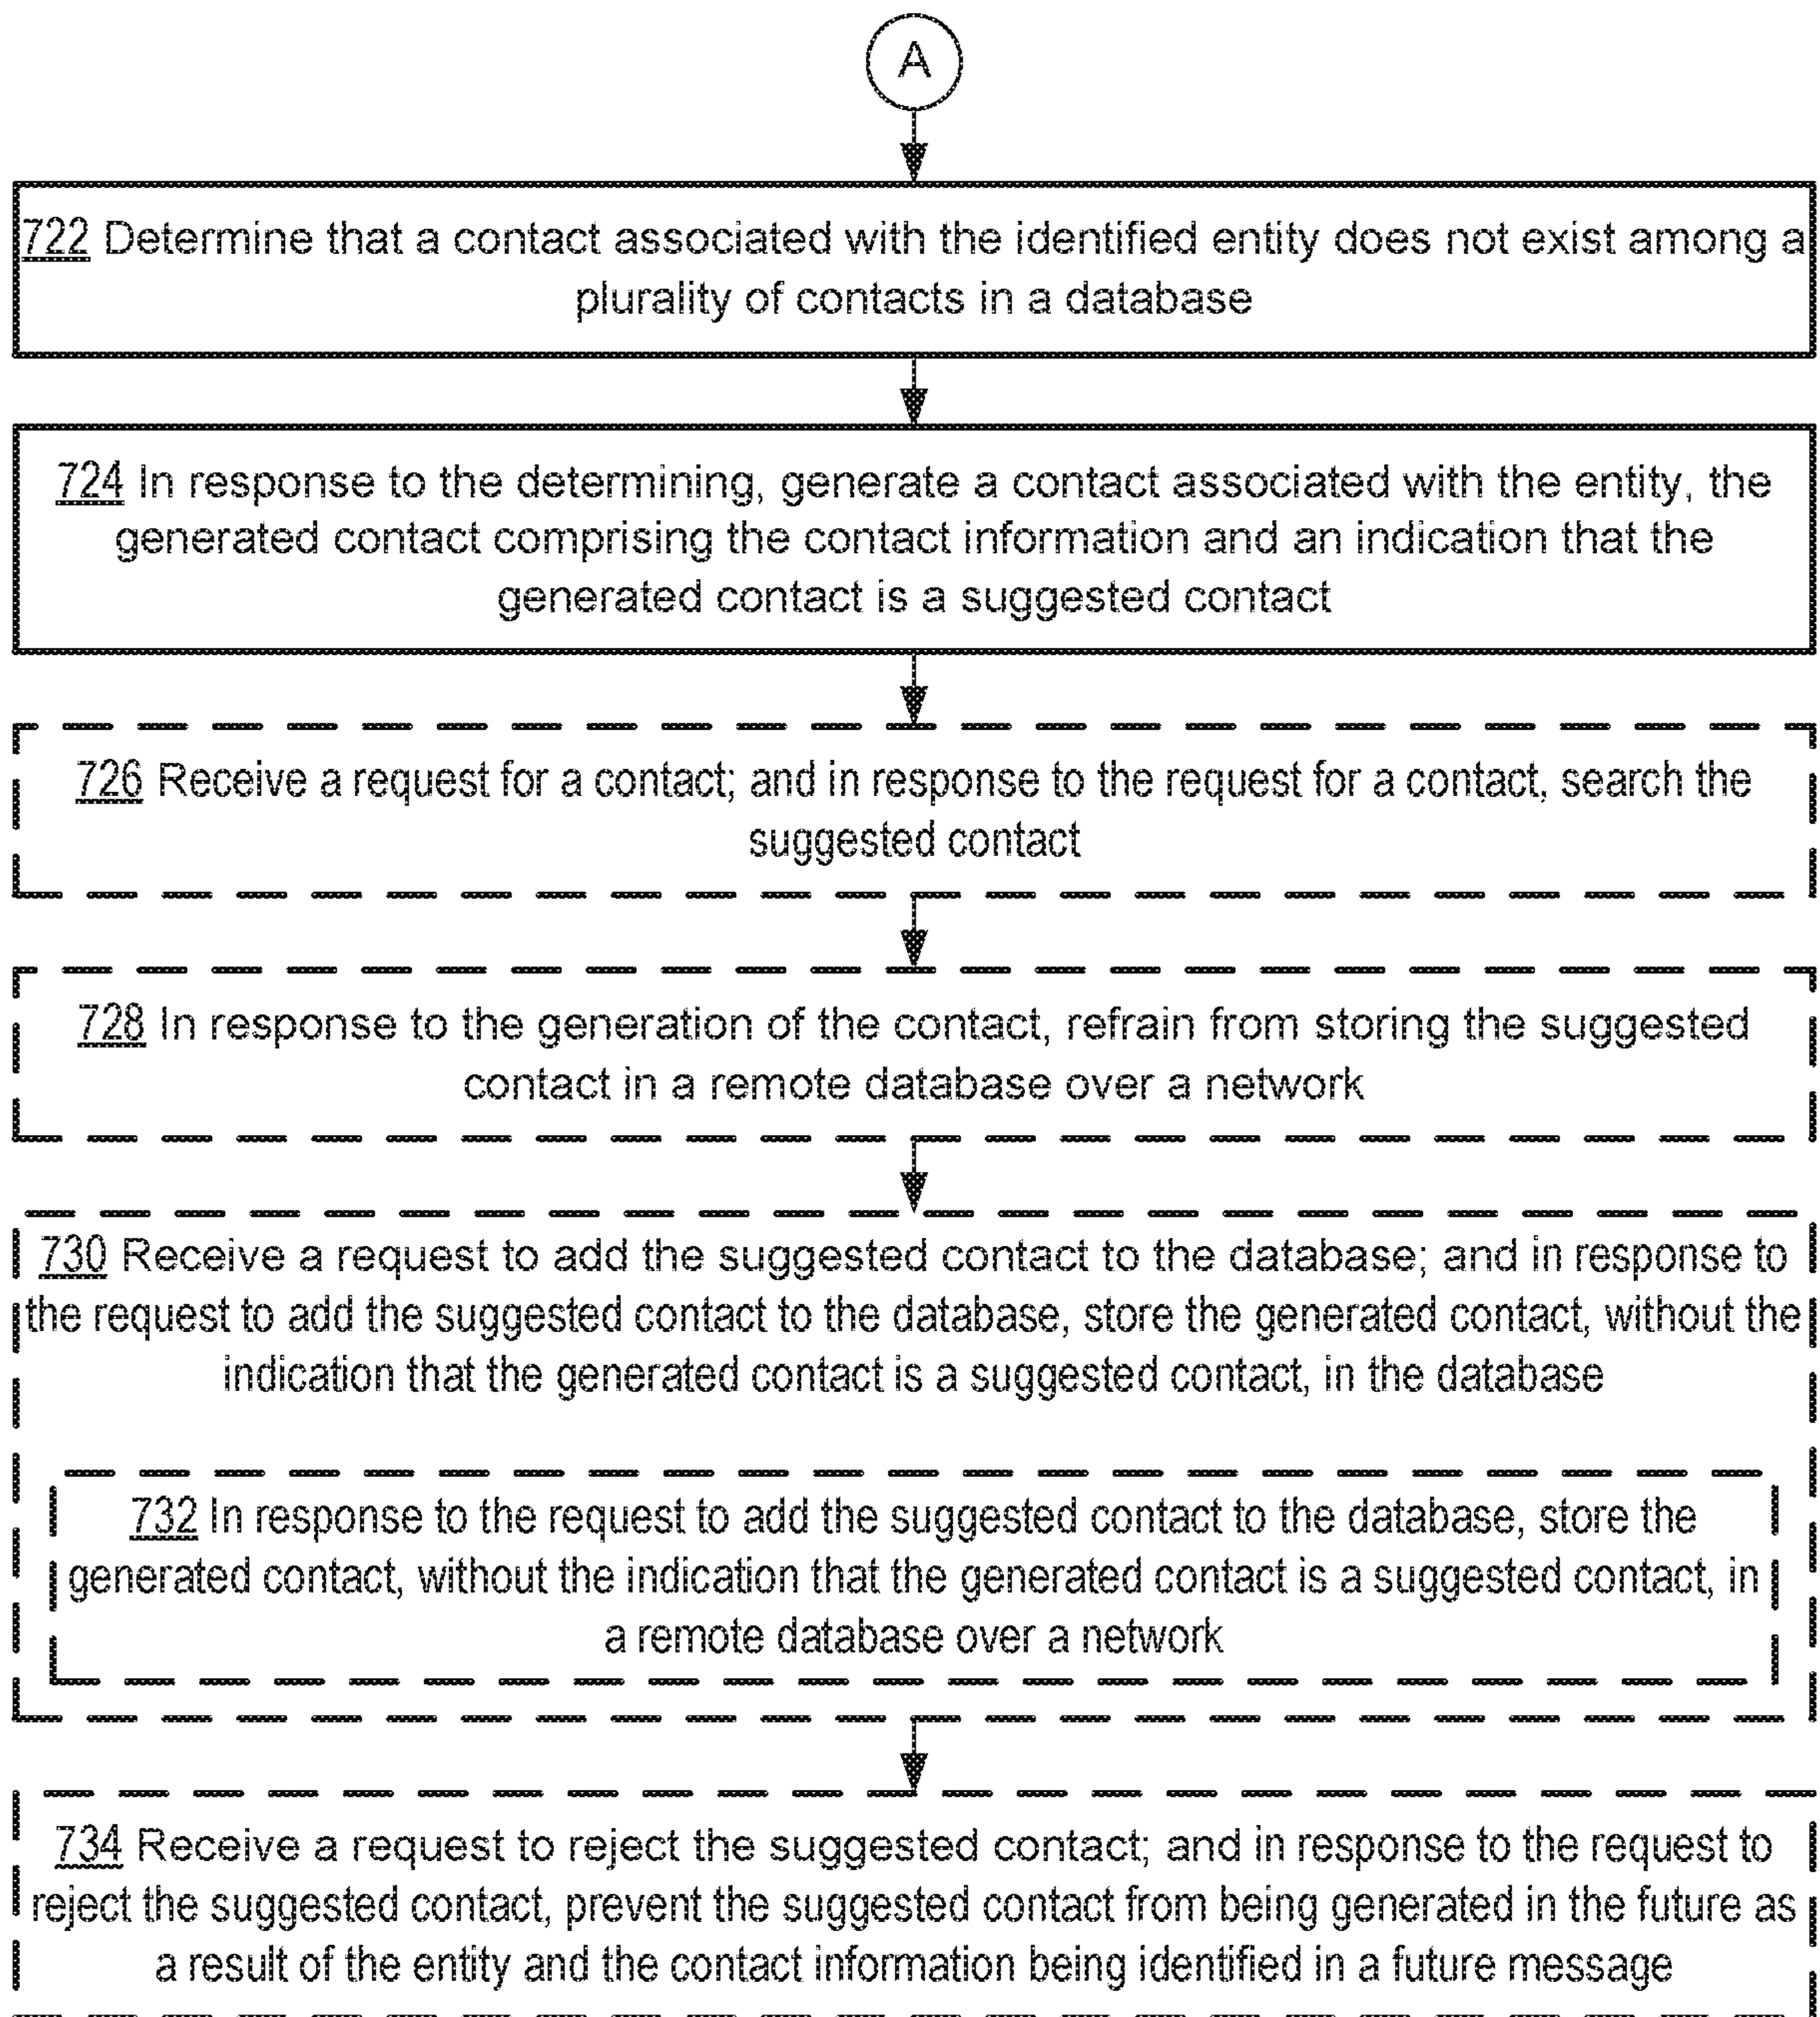 A
722 Determine that a contact associated with the identified entity does not exist among a
plurality of contacts in a database
724 In response to the determining, generate a contact associated with the entity, the
generated contact comprising the contact information and an indication that the
generated contact is a suggested contact
726 Receive a request for a contact; and in response to the request for a contact, search the
suggested contact
728 In response to the generation of the contact, refrain from storing the suggested
contact in a remote database over a network
730 Receive a request to add the suggested contact to the database; and in response to
the request to add the suggested contact to the database, store the generated contact, without the
indication that the generated contact is a suggested contact, in the database
732 In response to the request to add the suggested contact to the database, store the
generated contact, without the indication that the generated contact is a suggested contact, in
a remote database over a network
734 Receive a request to reject the suggested contact; and in response to the request to
reject the suggested contact, prevent the suggested contact from being generated in the future as
a result of the entity and the contact information being identified in a future message